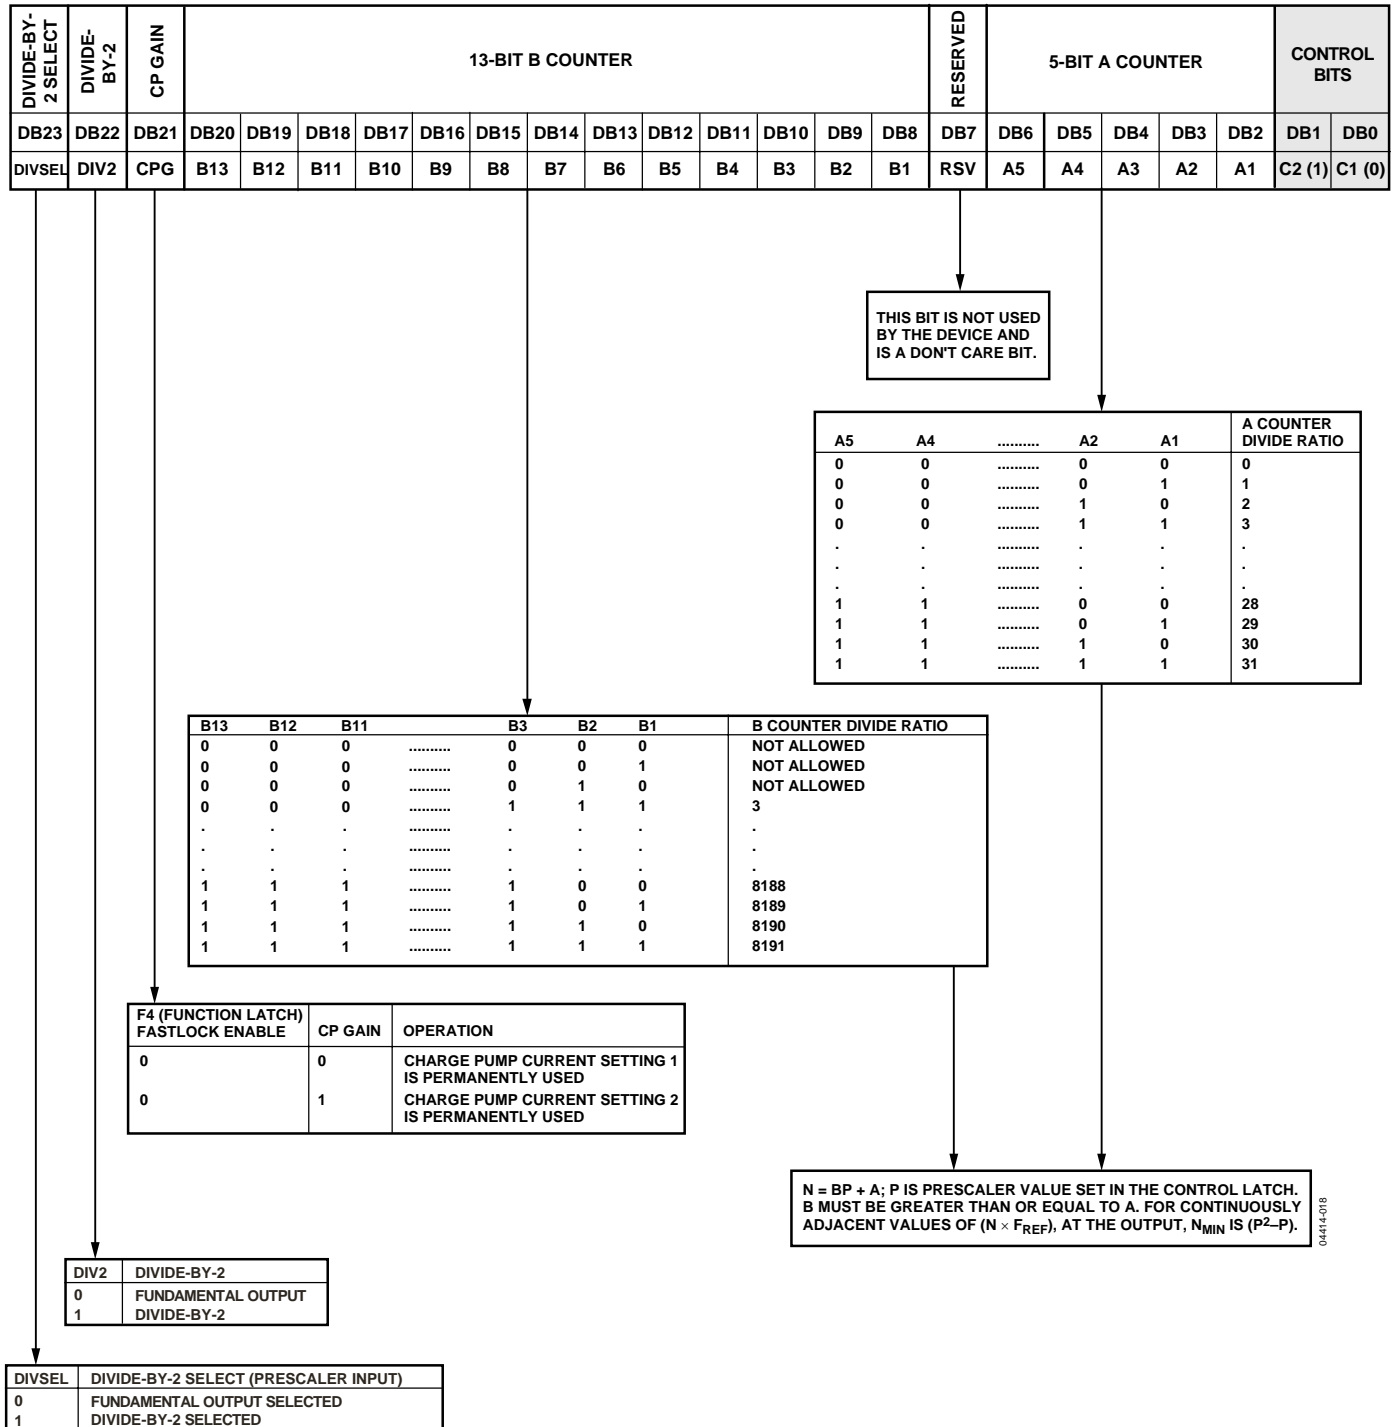 DIVIDE-BY-
2 SELECT
DIVIDE-
BY-2
CP GAIN
13-BIT B COUNTER
RESERVED
5-BIT A COUNTER
CONTROL
BITS
DB23 DB22 DB21 DB20 DB19 DB18 DB17 DB16 DB15 DB14 DB13 DB12 DB11 DB10 DB9 DB8 DB7 DB6 DB5 DB4 DB3 DB2 DB1 DB0
DIVSEL DIV2 CPG B13 B12 B11 B10 B9 B8 B7 B6 B5 B4 B3 B2 B1 RSV A5 A4 A3 A2 A1 C2 (1) C1 (0)
THIS BIT IS NOT USED
BY THE DEVICE AND
IS A DON'T CARE BIT.
A COUNTER
A5 A4 .......... A2 A1 DIVIDE RATIO
0 0 .......... 0 0 0
0 0 .......... 0 1 1
0 0 .......... 1 0 2
0 0 .......... 1 1 3
. . .......... . . .
. . .......... . . .
. . .......... . . .
1 1 .......... 0 0 28
1 1 .......... 0 1 29
1 1 .......... 1 0 30
1 1 .......... 1 1 31
B13 B12 B11 B3 B2 B1 B COUNTER DIVIDE RATIO
0 0 0 .......... 0 0 0 NOT ALLOWED
0 0 0 .......... 0 0 1 NOT ALLOWED
0 0 0 .......... 0 1 0 NOT ALLOWED
0 0 0 .......... 1 1 1 3
. . . .......... . . . .
. . . .......... . . . .
. . . .......... . . . .
1 1 1 .......... 1 0 0 8188
1 1 1 .......... 1 0 1 8189
1 1 1 .......... 1 1 0 8190
1 1 1 .......... 1 1 1 8191
F4 (FUNCTION LATCH)
FASTLOCK ENABLE CP GAIN OPERATION
0 0 CHARGE PUMP CURRENT SETTING 1
IS PERMANENTLY USED
0 1 CHARGE PUMP CURRENT SETTING 2
IS PERMANENTLY USED
N = BP + A; P IS PRESCALER VALUE SET IN THE CONTROL LATCH.
B MUST BE GREATER THAN OR EQUAL TO A. FOR CONTINUOUSLY
ADJACENT VALUES OF (N × FREF), AT THE OUTPUT, NMIN IS (P2–P).
04414-018
DIV2 DIVIDE-BY-2
0 FUNDAMENTAL OUTPUT
1 DIVIDE-BY-2
DIVSEL DIVIDE-BY-2 SELECT (PRESCALER INPUT)
0 FUNDAMENTAL OUTPUT SELECTED
1 DIVIDE-BY-2 SELECTED